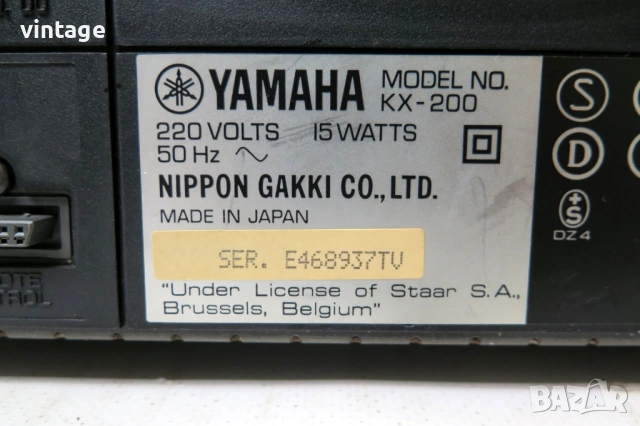 vintage
YAMAHA
MODEL NO.
KX-200
220 VOLTS 15 WATTS
50 Hz
NIPPON GAKKI CO., LTD.
MADE IN JAPAN
SER. E468937TV
"Under License of Staar S.A.,
Brussels, Belgium"
S
D
+S
DZ4
BAZAR